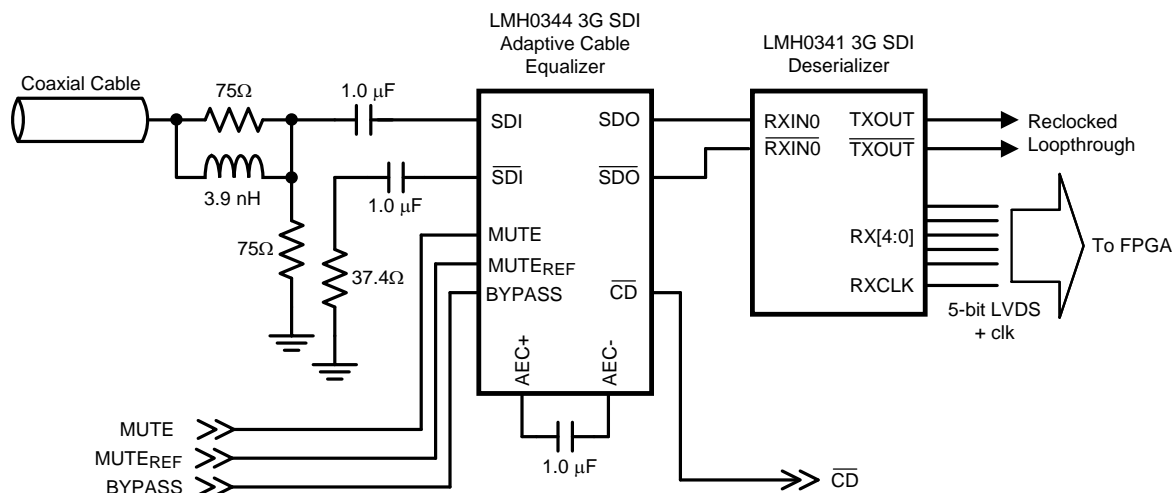 LMH0344 3G SDI
Adaptive Cable
Equalizer
LMH0341 3G SDI
Deserializer
Coaxial Cable
75Ω
1.0 µF
3.9 nH
75Ω
1.0 µF
37.4Ω
SDI
SDI
MUTE
MUTEREF
BYPASS
SDO
SDO
CD
AEC+
AEC-
1.0 µF
RXIN0
RXIN0
TXOUT
TXOUT
RX[4:0]
RXCLK
Reclocked
Loopthrough
To FPGA
5-bit LVDS
+ clk
MUTE
MUTEREF
BYPASS
CD